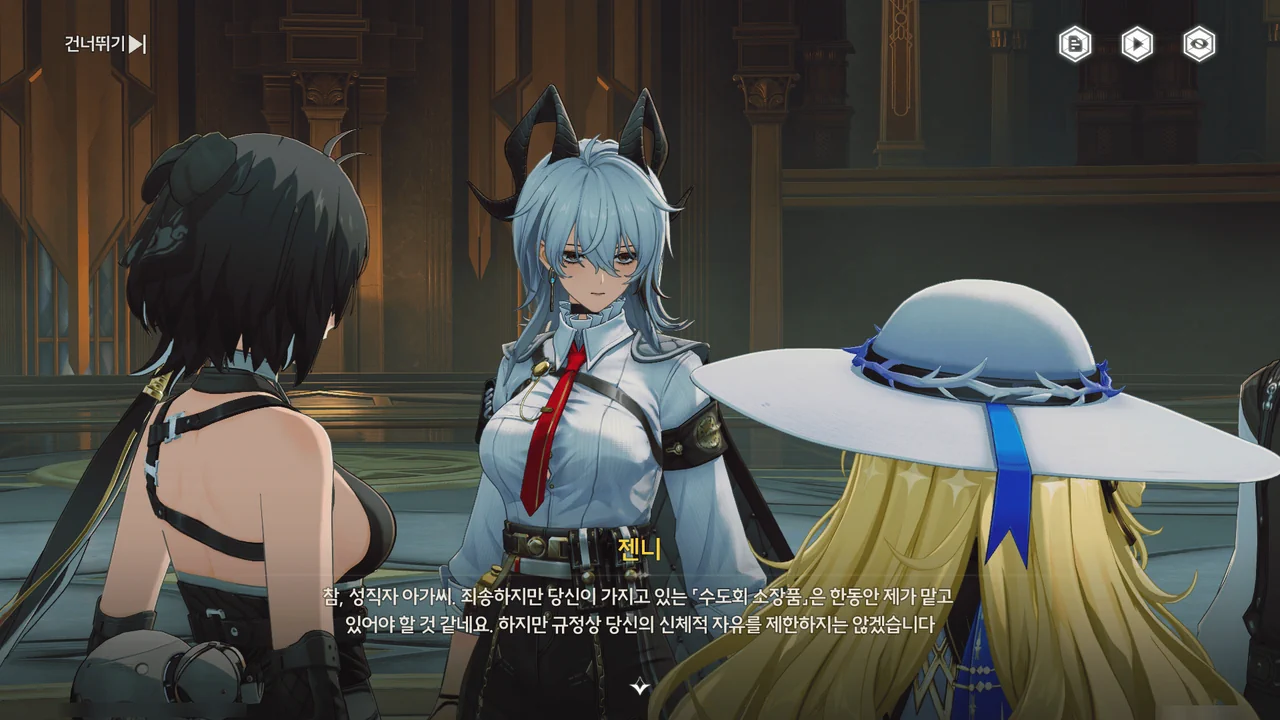 건너뛰기
젠니
참, 성직자 아가씨. 죄송하지만 당신이 가지고 있는 「수도회 소장품」은 한동안 제가 맡고
있어야 할 것 같네요. 하지만 규정상 당신의 신체적 자유를 제한하지는 않겠습니다